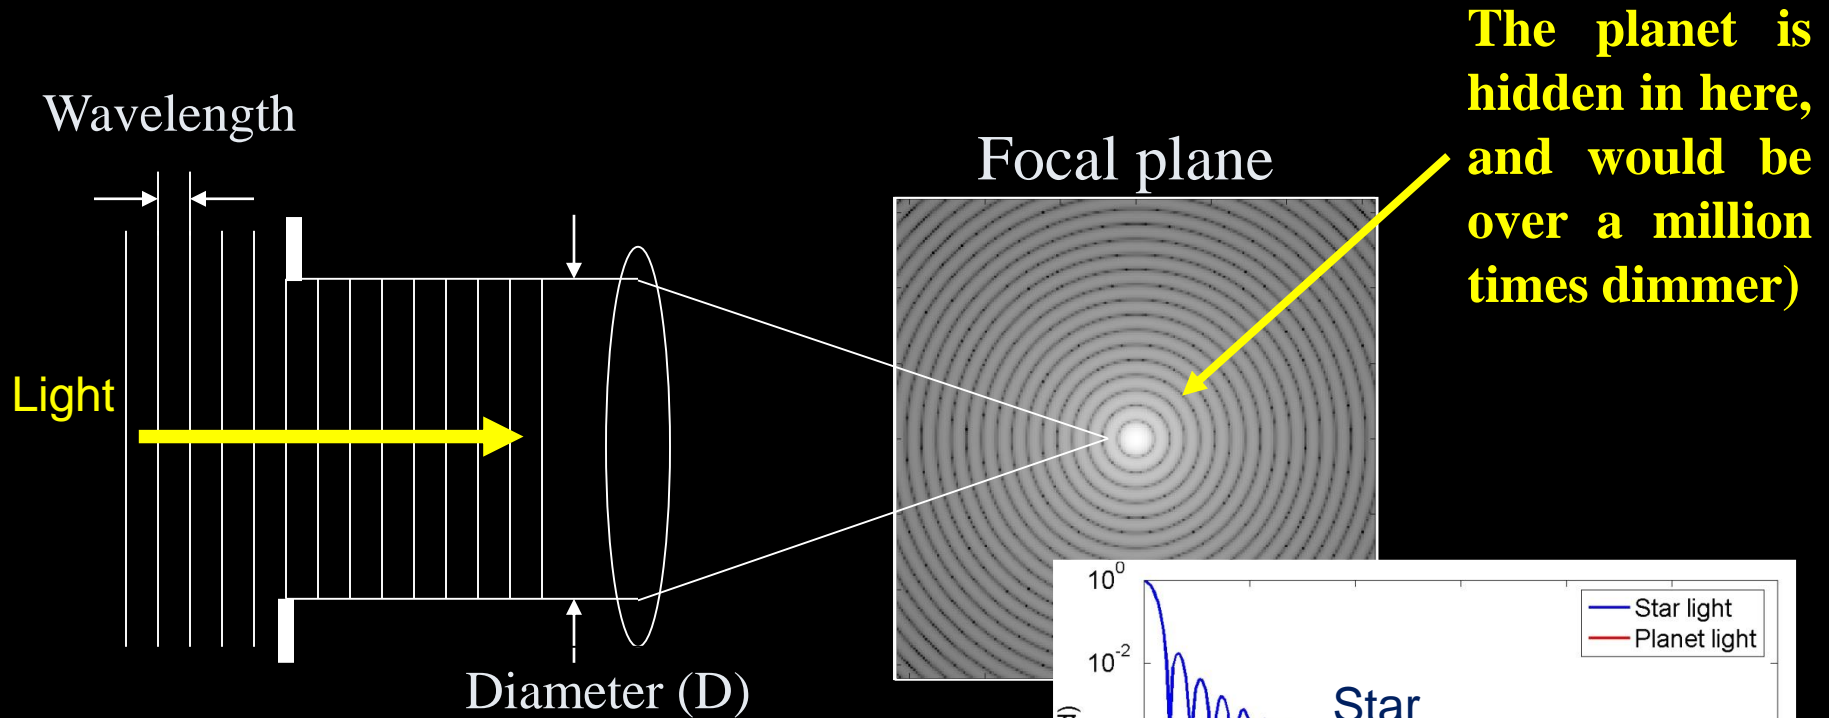 The planet is
hidden in here,
and would be
over a million
times dimmer)
Wavelength
Focal plane
Light
Diameter (D)
10^0
Star light
Planet light
10^-2
Star